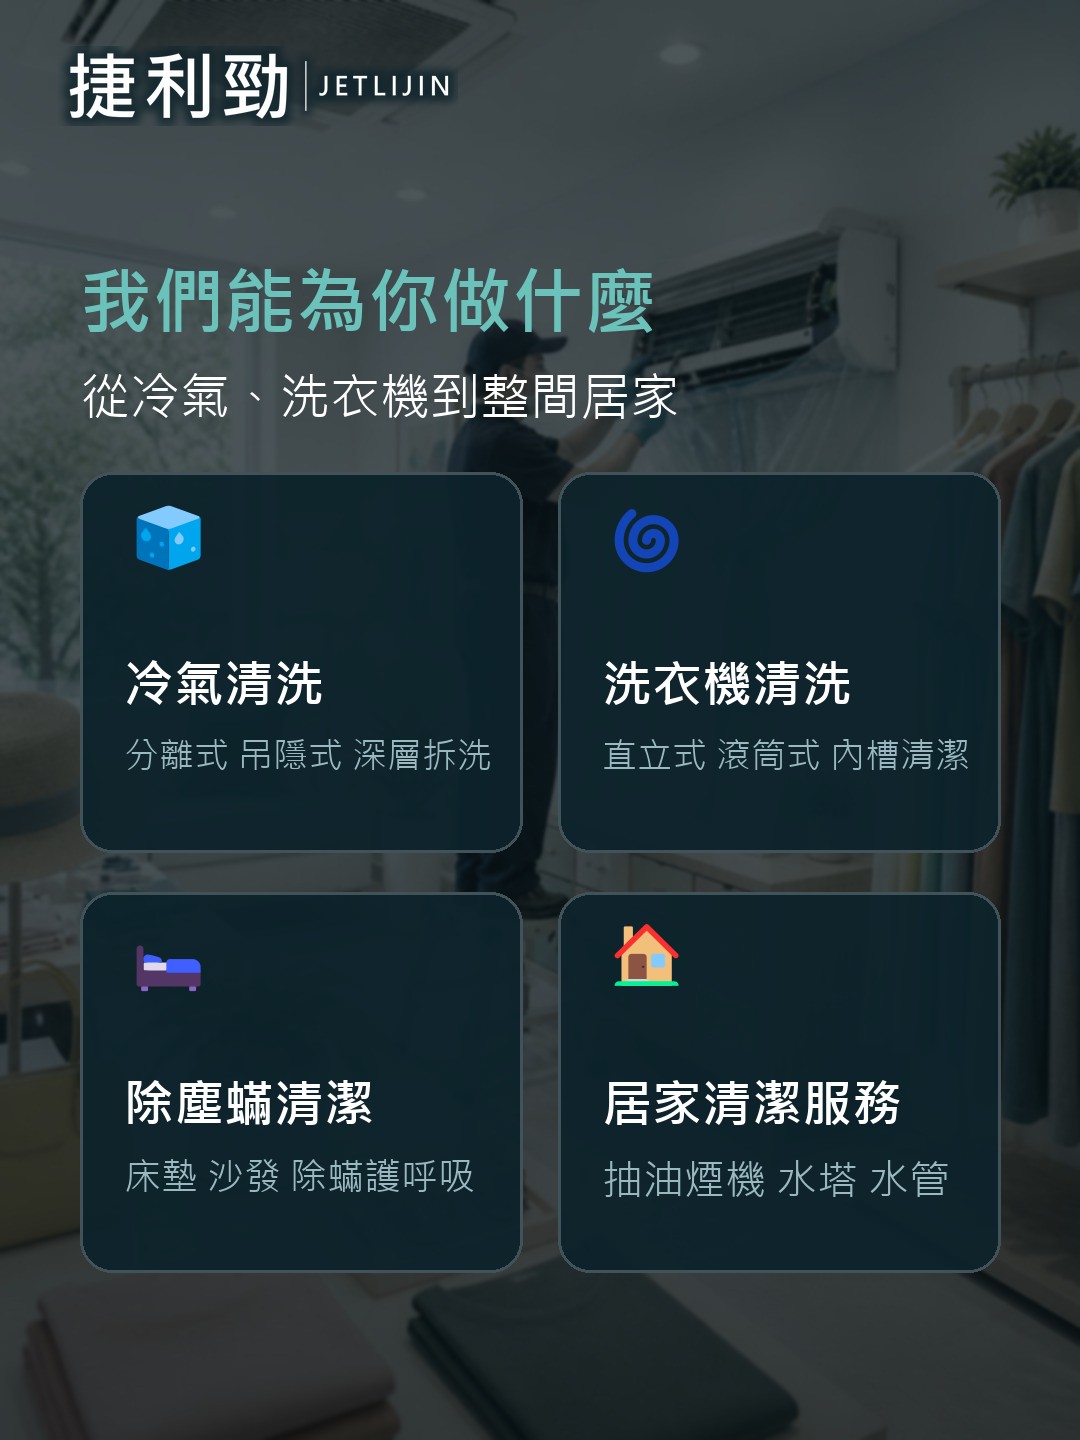 捷利勁 JETLIJIN
我們能為你做什麼
從冷氣、洗衣機到整間居家
冷氣清洗
分離式 吊隱式 深層拆洗
洗衣機清洗
直立式 滾筒式 內槽清潔
除塵蟎清潔
床墊 沙發 除蟎護呼吸
居家清潔服務
抽油煙機 水塔 水管